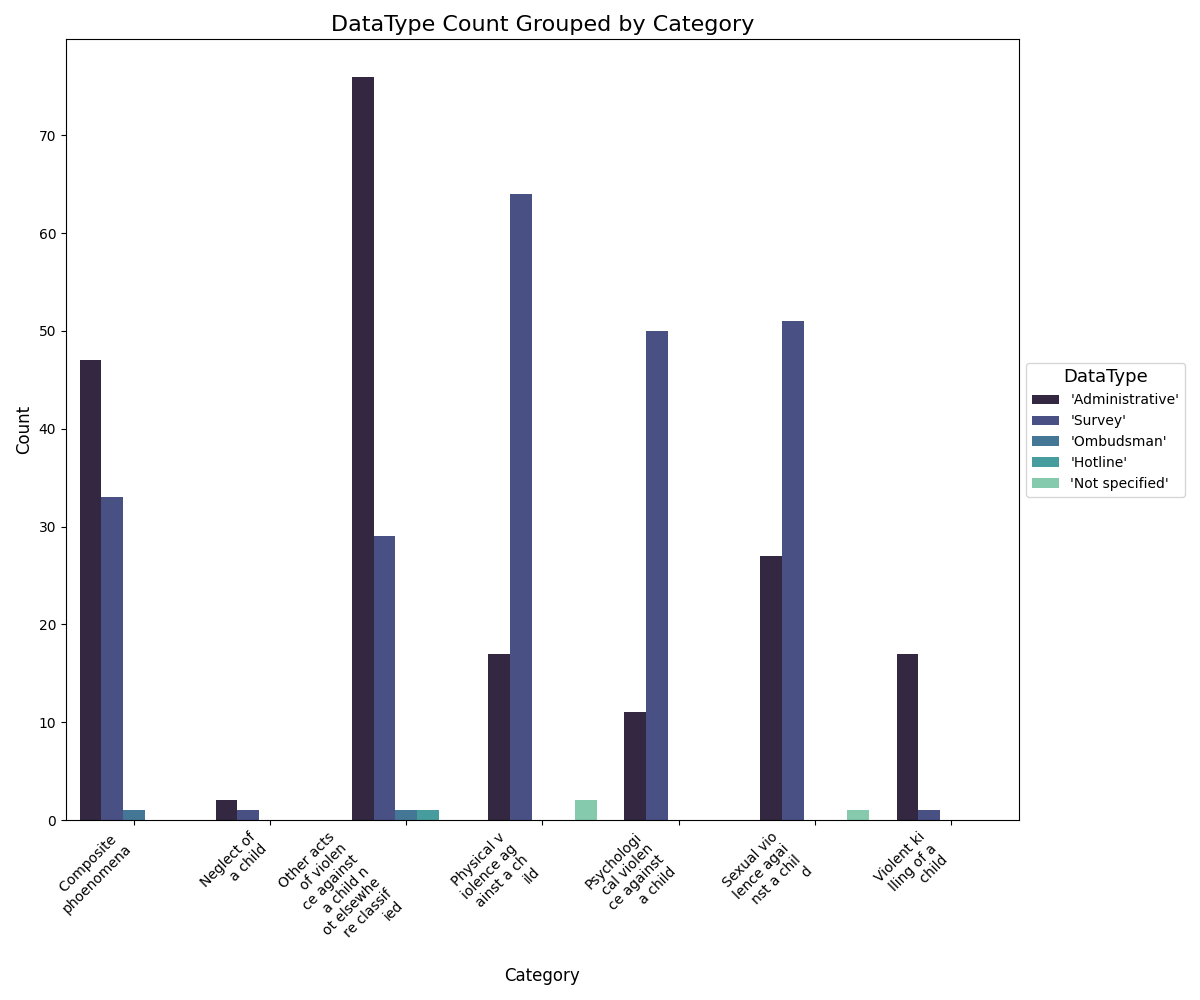 DataType Count Grouped by Category
Count
70
60
50
40
30
20
10
0
Composite
phoenomena
Neglect of
a child
Other acts
of violen
ce against
a child n
ot elsewhe
re classif
ied
Physical v
iolence ag
ainst a ch
ild
Psychologi
cal violen
ce against
a child
Sexual vio
lence agai
nst a chil
d
Violent ki
lling of a
child
Category
DataType
'Administrative'
'Survey'
'Ombudsman'
'Hotline'
'Not specified'